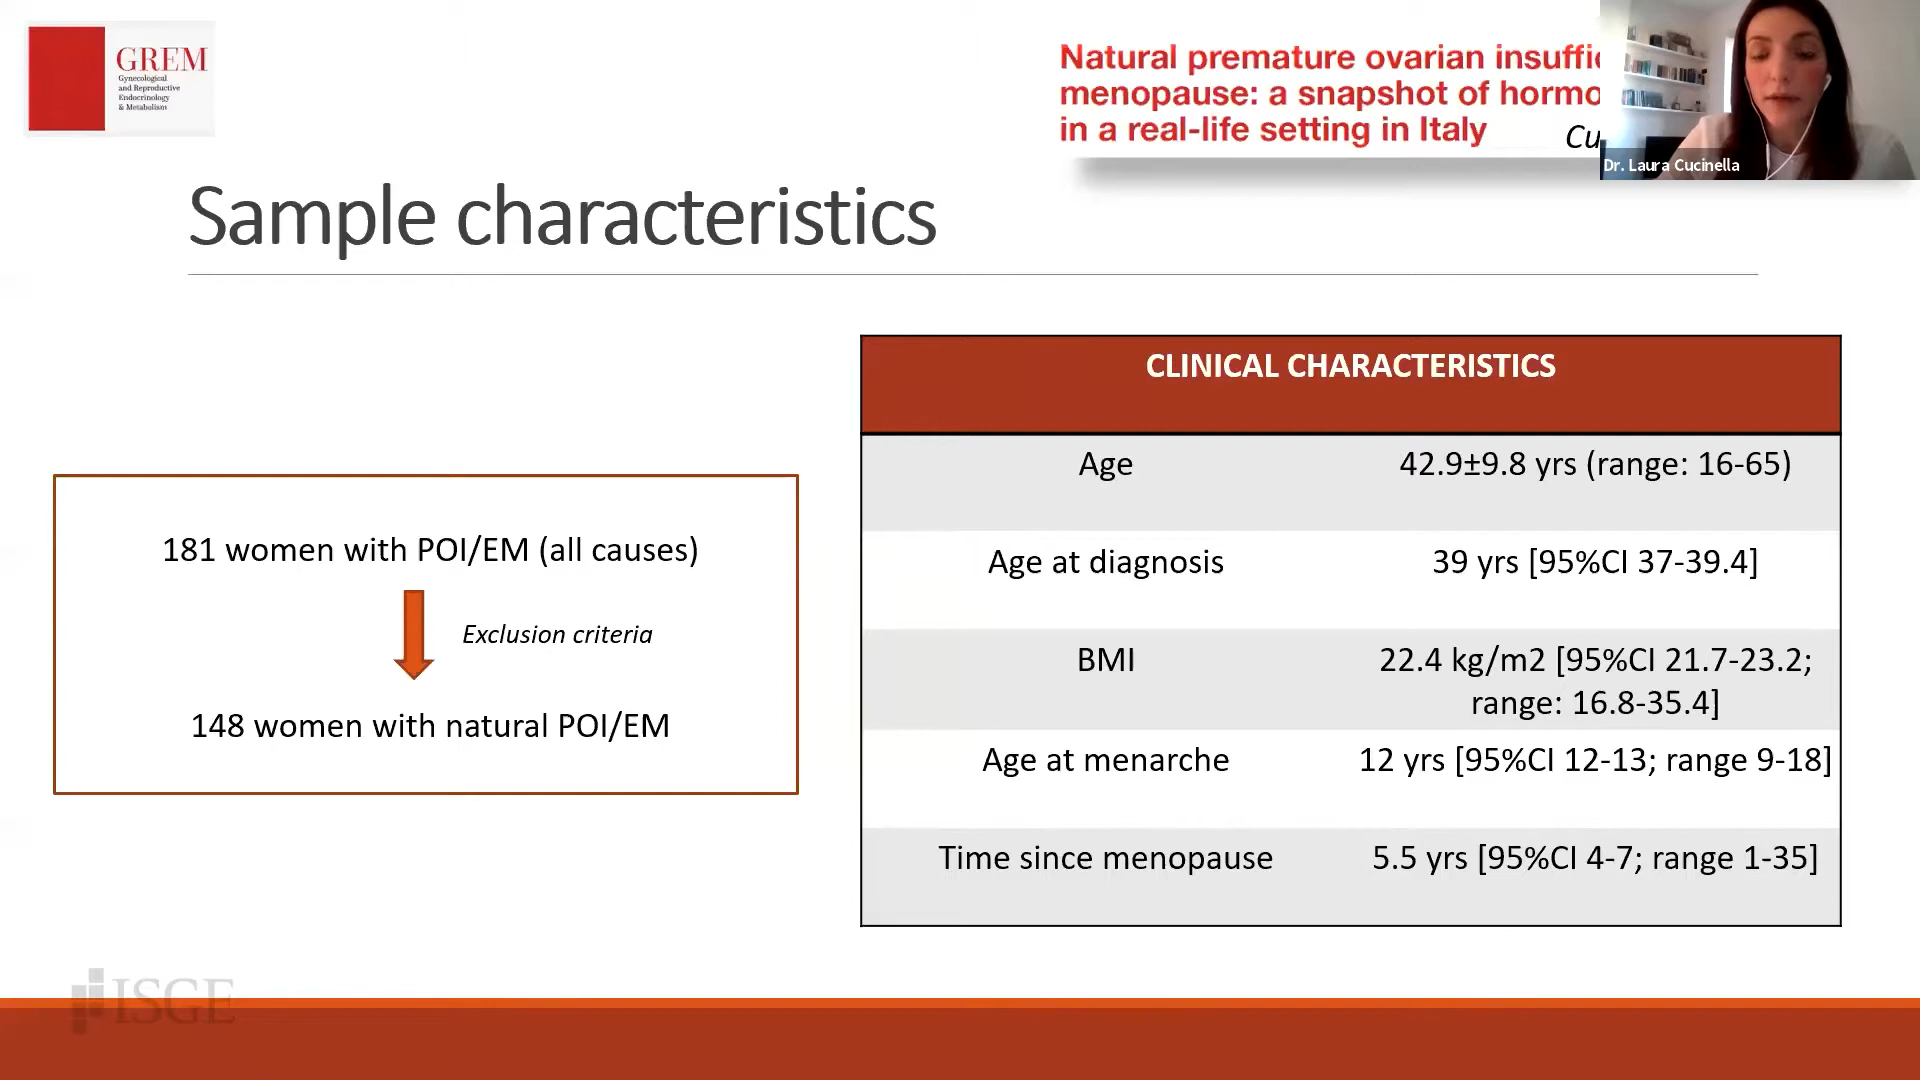 GREM
Gynecological
and Reproductive
Endocrinology
& Metabolism
Natural premature ovarian
menopause: a snapshot of
in a real-life setting in Italy
Dr. Laura Cucinella
Sample characteristics
181 women with POI/EM (all causes)
Exclusion criteria
148 women with natural POI/EM
CLINICAL CHARACTERISTICS
Age 42.9±9.8 yrs (range: 16-65)
Age at diagnosis 39 yrs [95%CI 37-39.4]
BMI 22.4 kg/m2 [95%CI 21.7-23.2;
range: 16.8-35.4]
Age at menarche 12 yrs [95%CI 12-13; range 9-18]
Time since menopause 5.5 yrs [95%CI 4-7; range 1-35]
ISGE